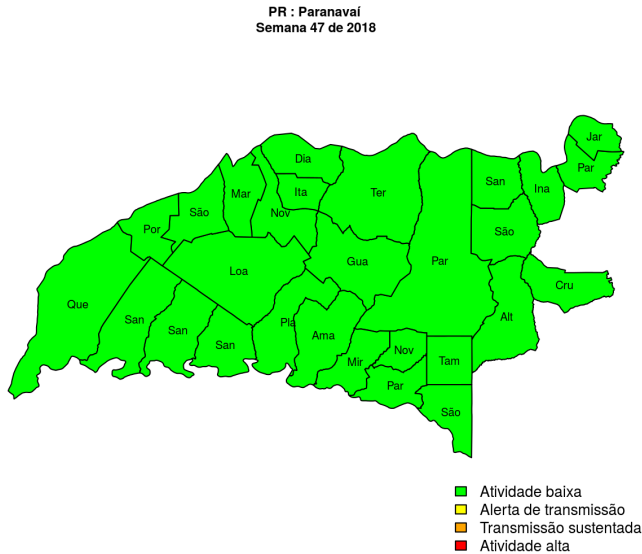 PR : Paranavaí
Semana 47 de 2018
Jar
Par
Dia
Ita
Ter
Mar
São
Nov
San
Ina
Por
São
Par
Gua
Loa
Cru
Que
San
San
San
Pla
Ama
Alt
Mir
Nov
Tam
Par
São
Atividade baixa
Alerta de transmissão
Transmissão sustentada
Atividade alta